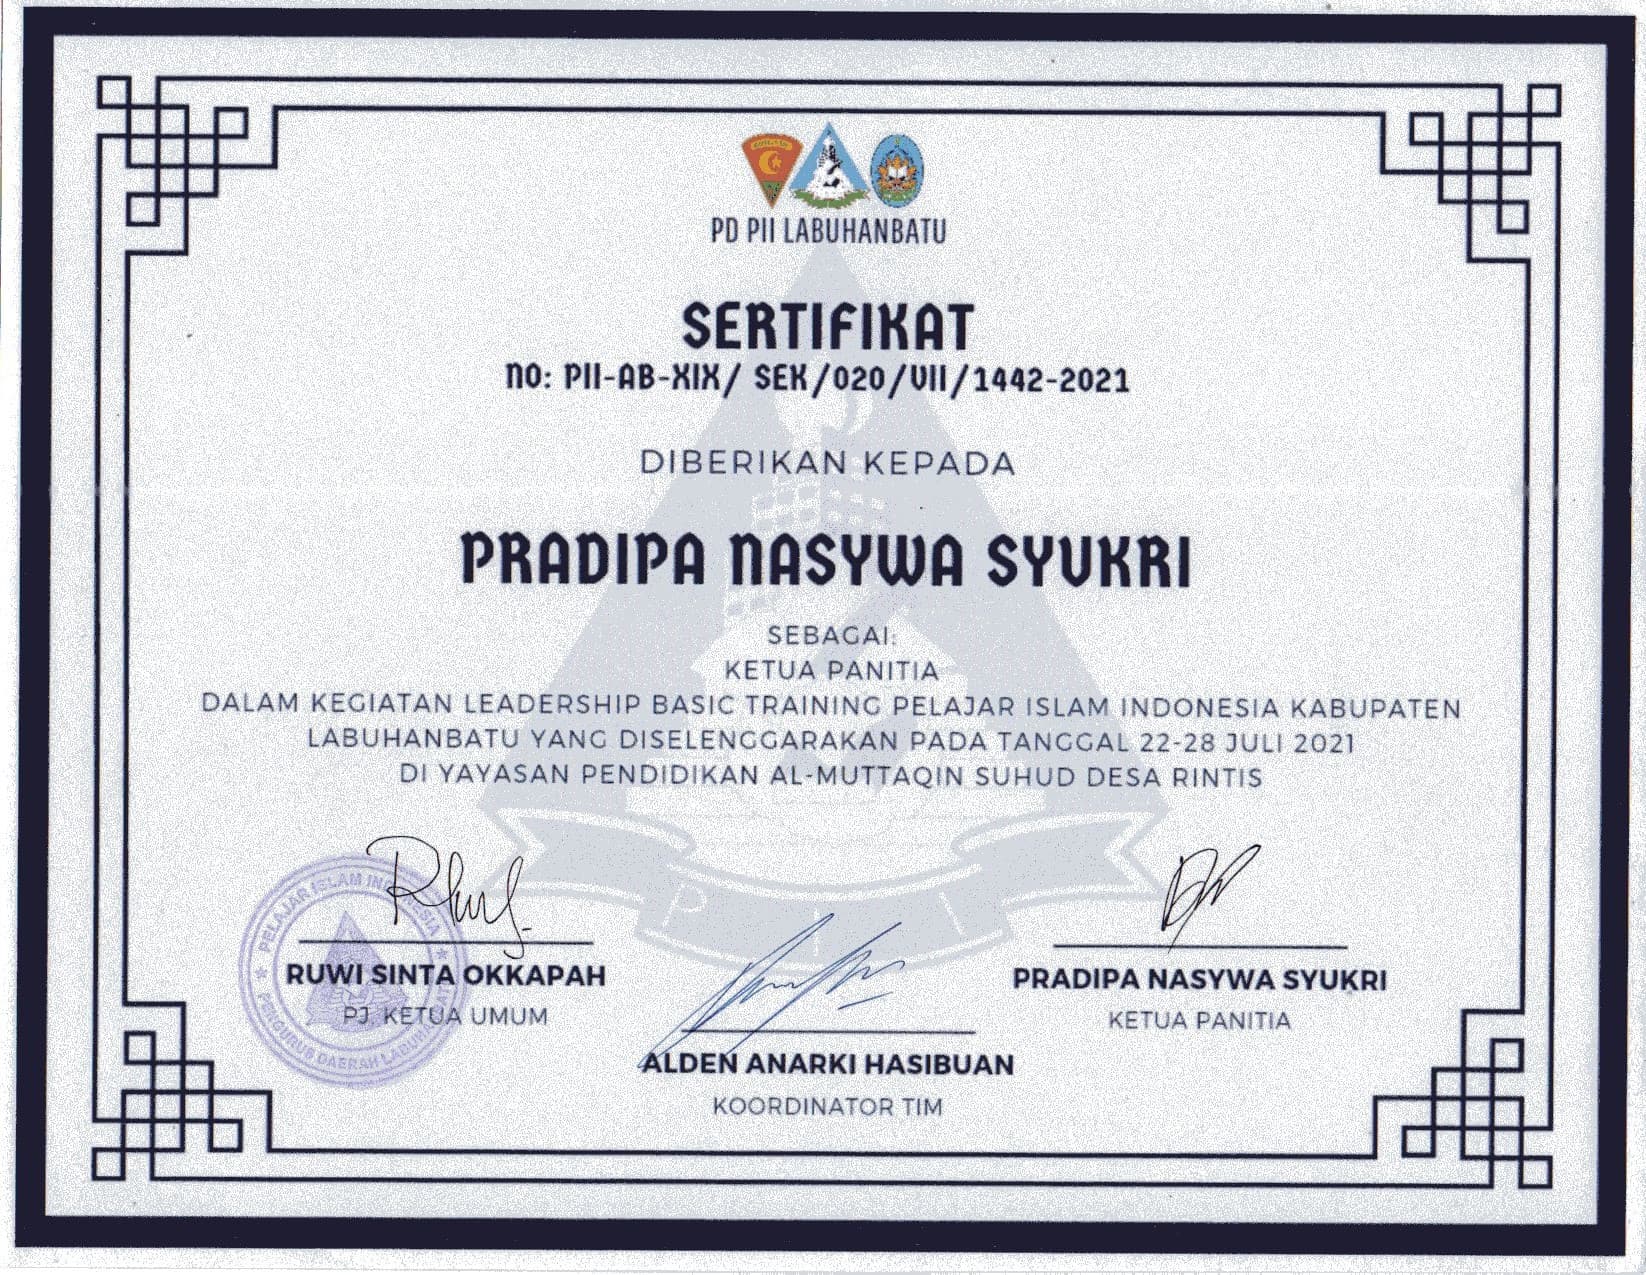 PD PII LABUHANBATU
SERTIFIKAT
NO: PII-AB-XIX/ SEK/020/VII/1442-2021
DIBERIKAN KEPADA
PRADIPA NASYWA SYUKRI
SEBAGAI:
KETUA PANITIA
DALAM KEGIATAN LEADERSHIP BASIC TRAINING PELAJAR ISLAM INDONESIA KABUPATEN
LABUHANBATU YANG DISELENGGARAKAN PADA TANGGAL 22-28 JULI 2021
DI YAYASAN PENDIDIKAN AL-MUTTAQIN SUHUD DESA RINTIS
P I I
PELAJAR ISLAM INDONESIA
PENGURUS DAERAH
RUWI SINTA OKKAPAH
PJ KETUA UMUM
PRADIPA NASYWA SYUKRI
KETUA PANITIA
ALDEN ANARKI HASIBUAN
KOORDINATOR TIM